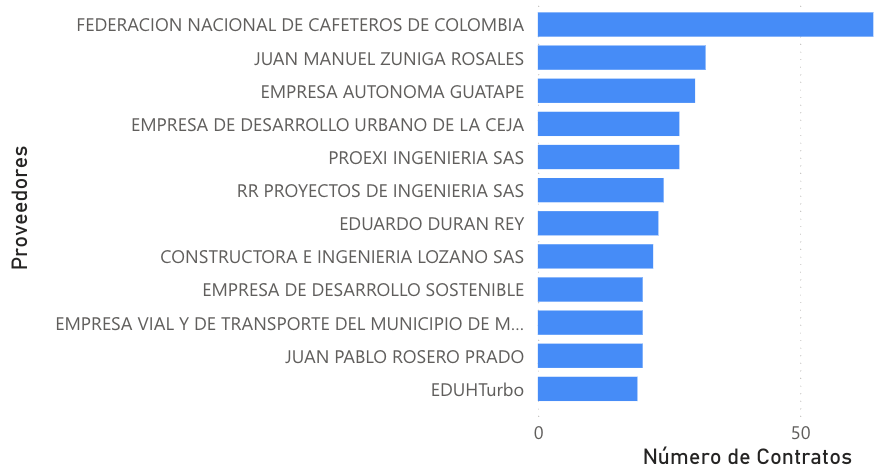 Proveedores
FEDERACION NACIONAL DE CAFETEROS DE COLOMBIA
JUAN MANUEL ZUNIGA ROSALES
EMPRESA AUTONOMA GUATAPE
EMPRESA DE DESARROLLO URBANO DE LA CEJA
PROEXI INGENIERIA SAS
RR PROYECTOS DE INGENIERIA SAS
EDUARDO DURAN REY
CONSTRUCTORA E INGENIERIA LOZANO SAS
EMPRESA DE DESARROLLO SOSTENIBLE
EMPRESA VIAL Y DE TRANSPORTE DEL MUNICIPIO DE M...
JUAN PABLO ROSERO PRADO
EDUHTurbo
0 50
Número de Contratos